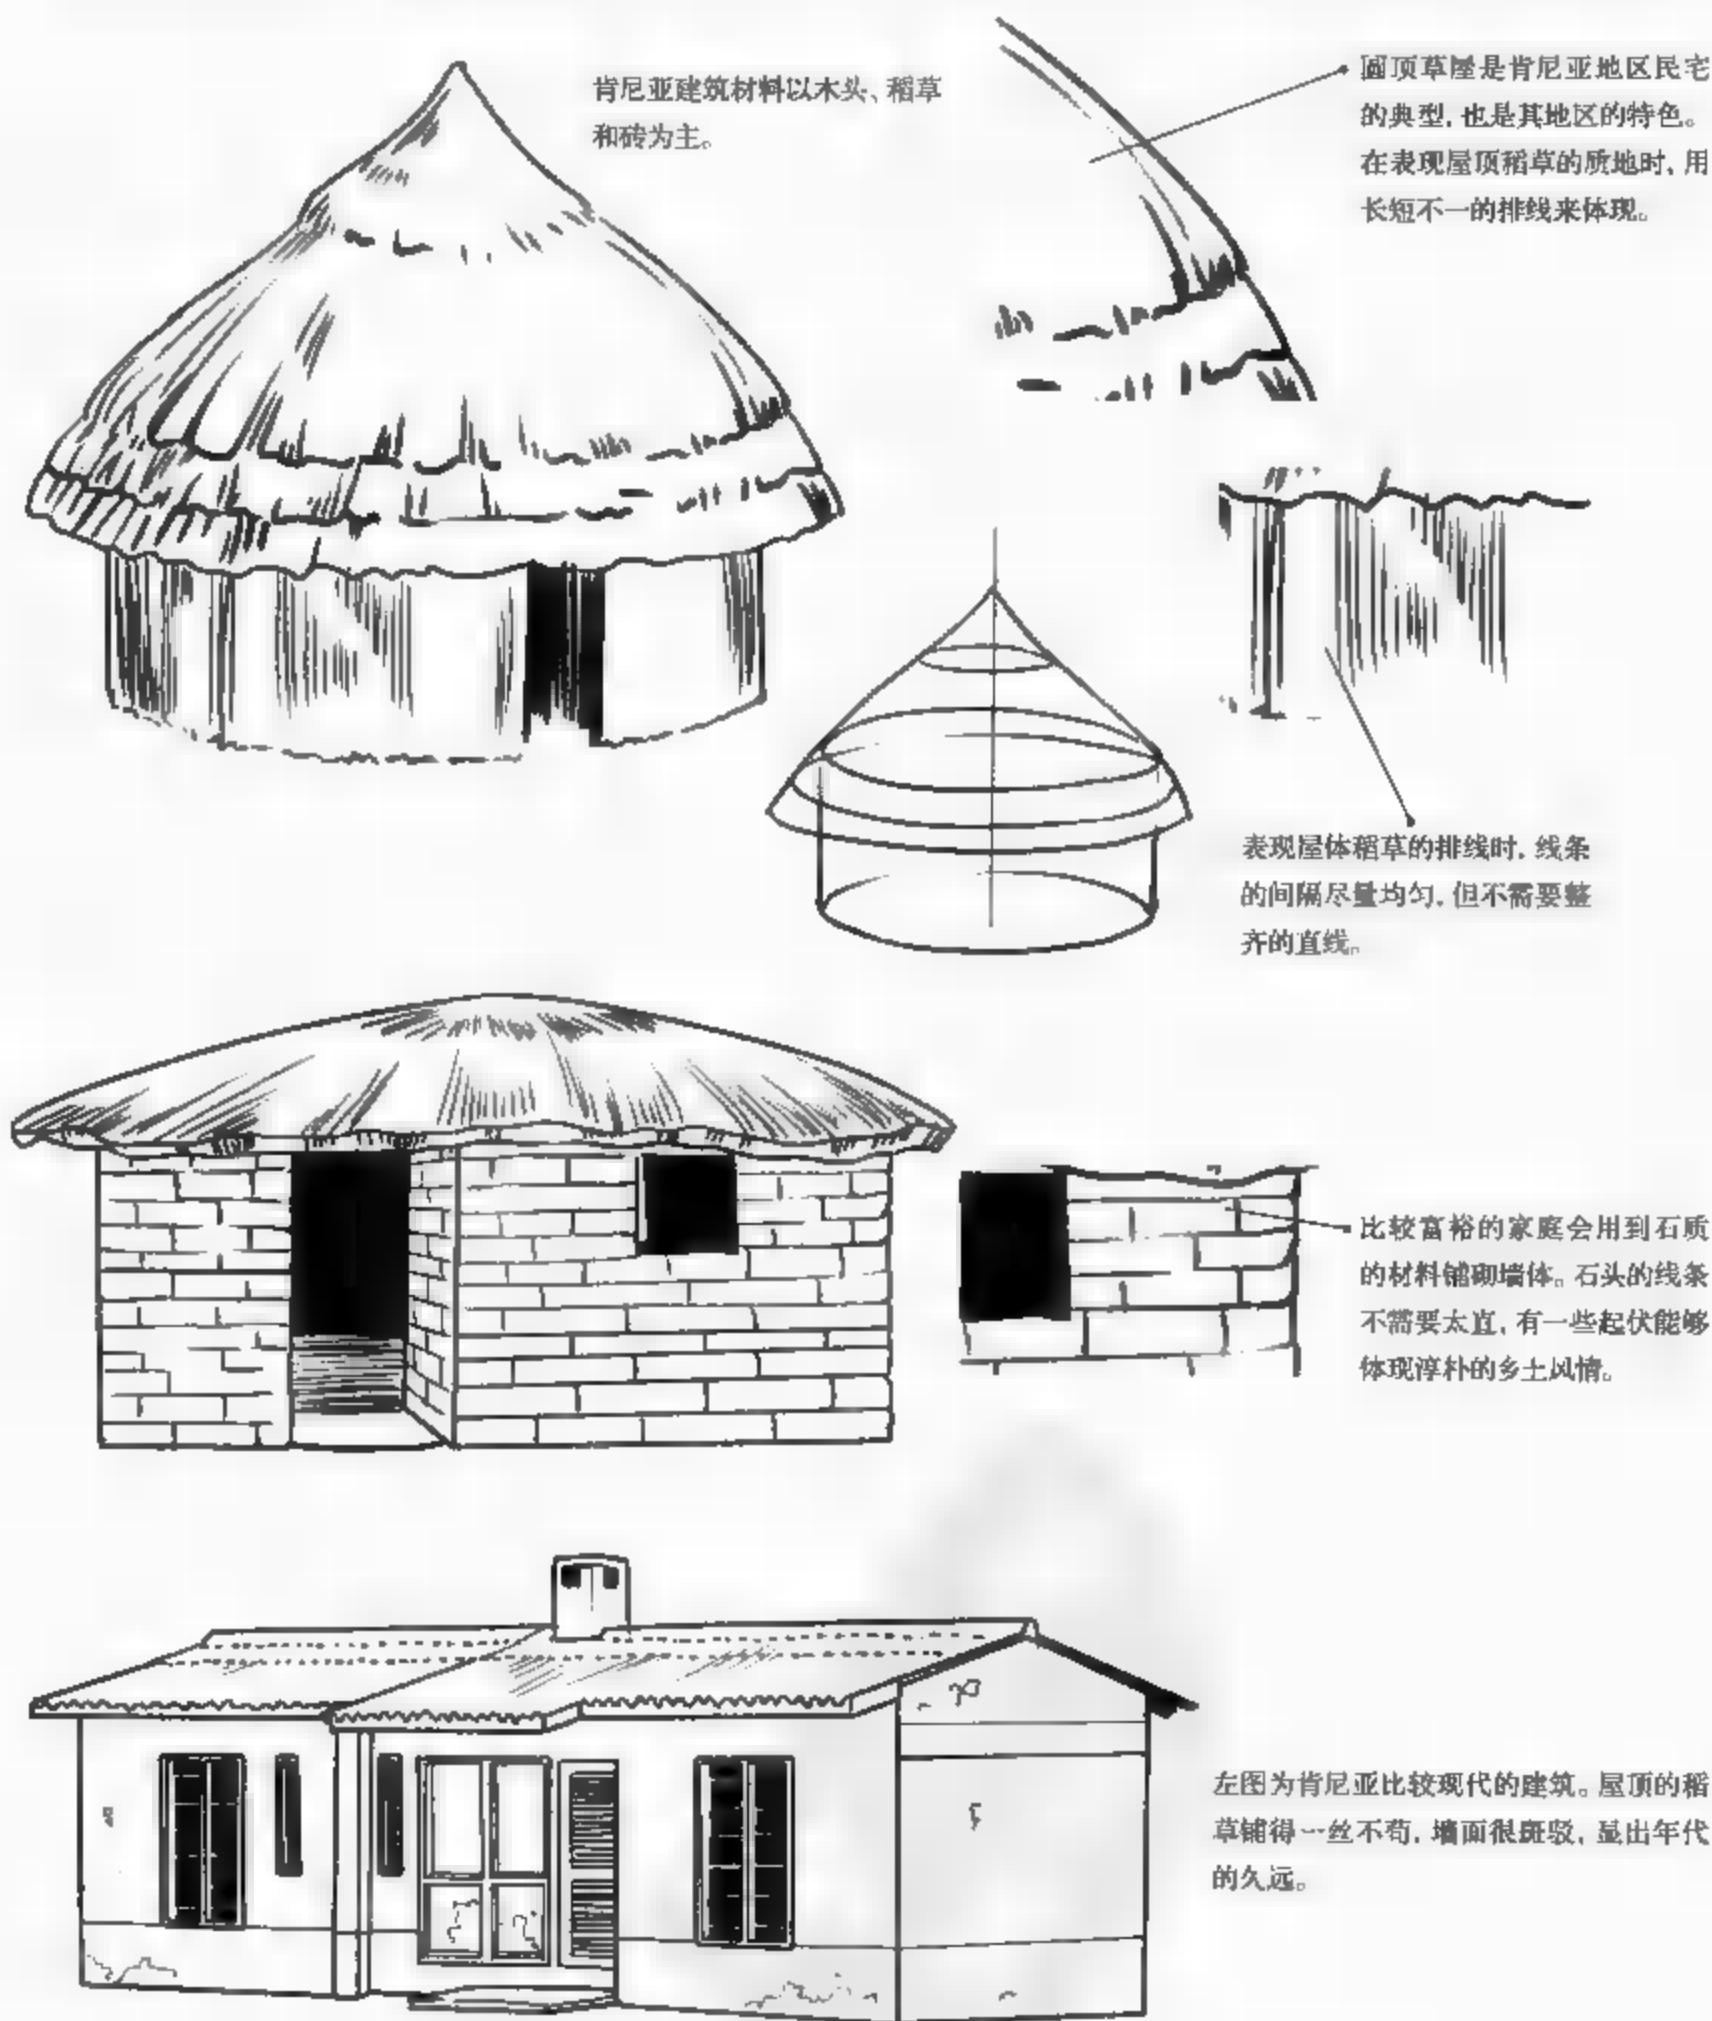 肯尼亚建筑材料以木头、稻草
和砖为主。
圆顶草屋是肯尼亚地区民宅
的典型，也是其地区的特色。
在表现屋顶稻草的质地时，用
长短不一的排线来体现。
表现屋体稻草的排线时，线条
的间隔尽量均匀，但不需要整
齐的直线。
比较富裕的家庭会用到石质
的材料铺砌墙体。石头的线条
不需要太直，有一些起伏能够
体现淳朴的乡土风情。
左图为肯尼亚比较现代的建筑。屋顶的稻
草铺得一丝不苟，墙面很斑驳，显出年代
的久远。